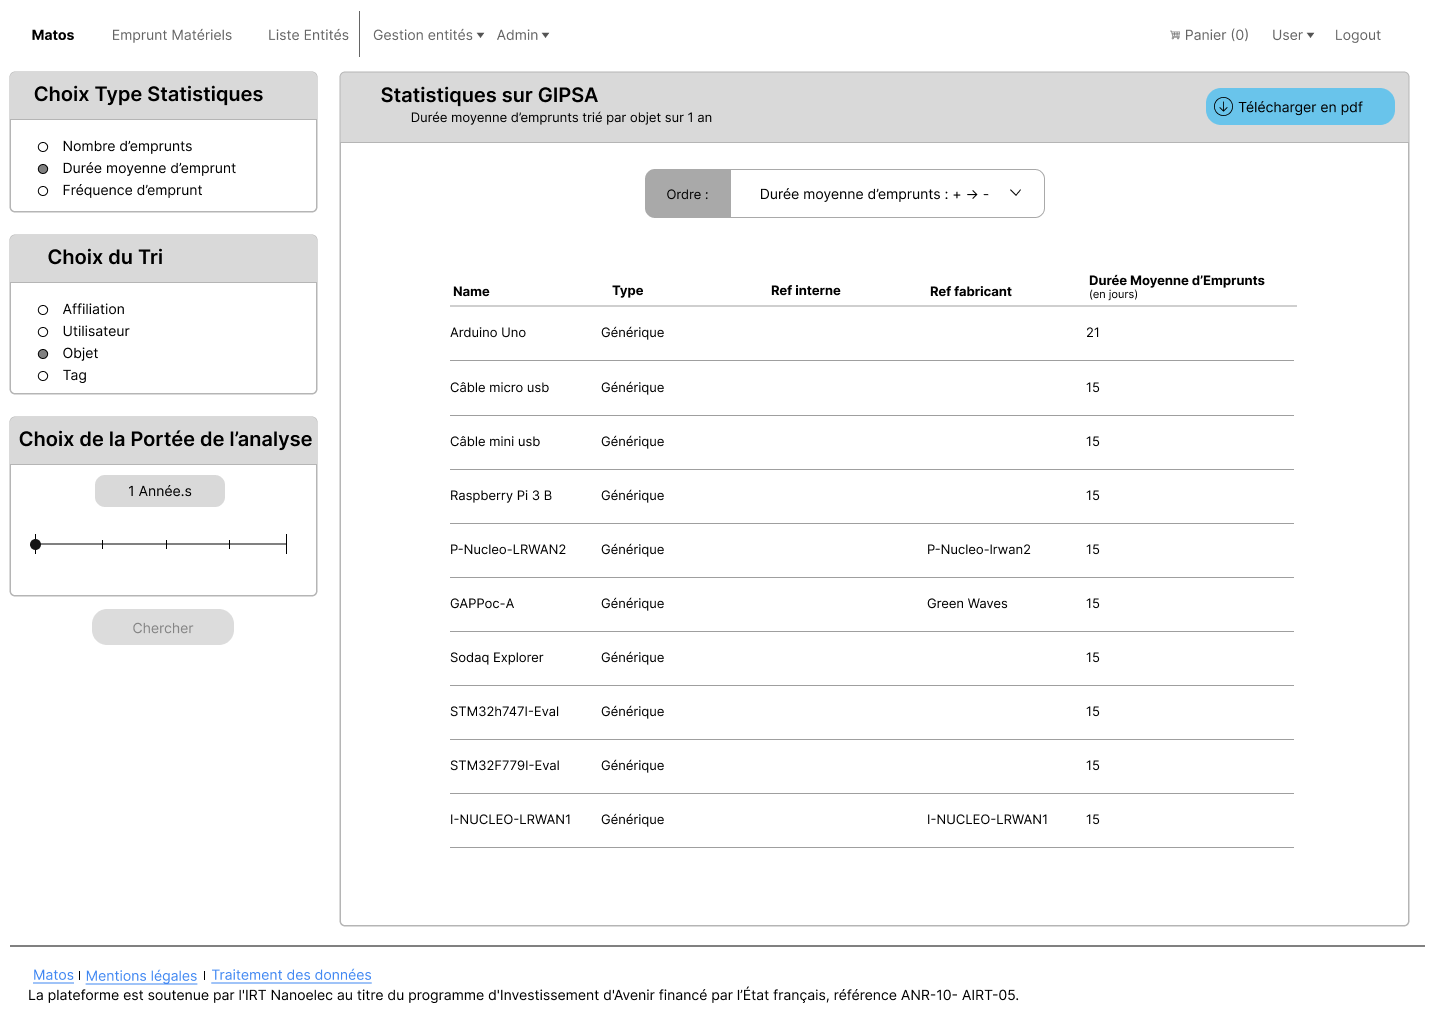 Matos Emprunt Matériels Liste Entités Gestion entités Admin Panier (0) User Logout
Choix Type Statistiques
Nombre d’emprunts
Durée moyenne d’emprunt
Fréquence d’emprunt
Choix du Tri
Affiliation
Utilisateur
Objet
Tag
Choix de la Portée de l’analyse
1 Année.s
Chercher
Statistiques sur GIPSA
Durée moyenne d’emprunts trié par objet sur 1 an
Télécharger en pdf
Ordre : Durée moyenne d’emprunts : + → -
Name Type Ref interne Ref fabricant Durée Moyenne d’Emprunts
(en jours)
Arduino Uno Générique 21
Câble micro usb Générique 15
Câble mini usb Générique 15
Raspberry Pi 3 B Générique 15
P-Nucleo-LRWAN2 Générique P-Nucleo-lrwan2 15
GAPPoc-A Générique Green Waves 15
Sodaq Explorer Générique 15
STM32h747I-Eval Générique 15
STM32F779I-Eval Générique 15
I-NUCLEO-LRWAN1 Générique I-NUCLEO-LRWAN1 15
Matos | Mentions légales | Traitement des données
La plateforme est soutenue par l'IRT Nanoelec au titre du programme d'Investissement d'Avenir financé par l’État français, référence ANR-10- AIRT-05.